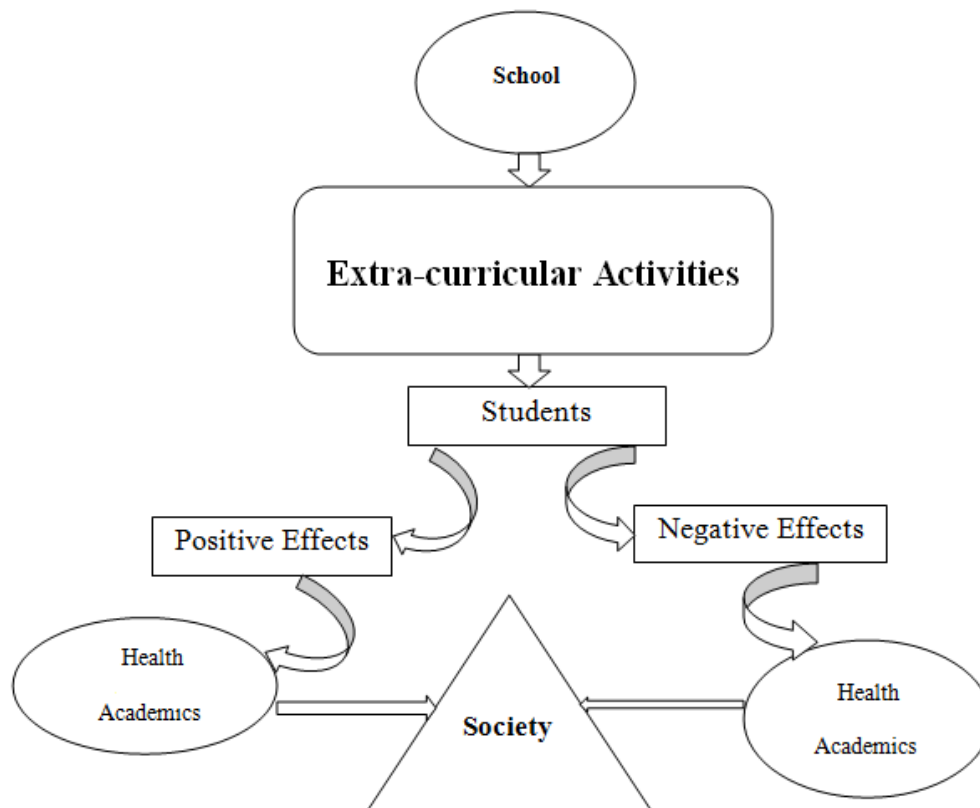 School
Extra-curricular Activities
Students
Positive Effects
Negative Effects
Health
Academics
Society
Health
Academics